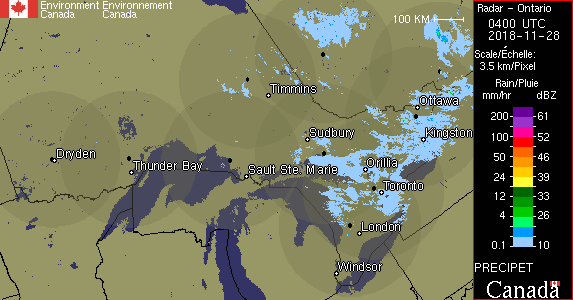 Environment Environnement
Canada Canada
100 KM
Timmins
Ottawa
Sudbury
Kingston
Dryden
Thunder Bay
Sault Ste. Marie
Orillia
Toronto
London
Windsor
Radar - Ontario
0400 UTC
2018-11-28
Scale/Échelle:
3.5 km/Pixel
Rain/Pluie
mm/hr dBZ
200 61
100 52
50 46
24 39
12 33
4 26
0.1 10
PRECIPET
Canada